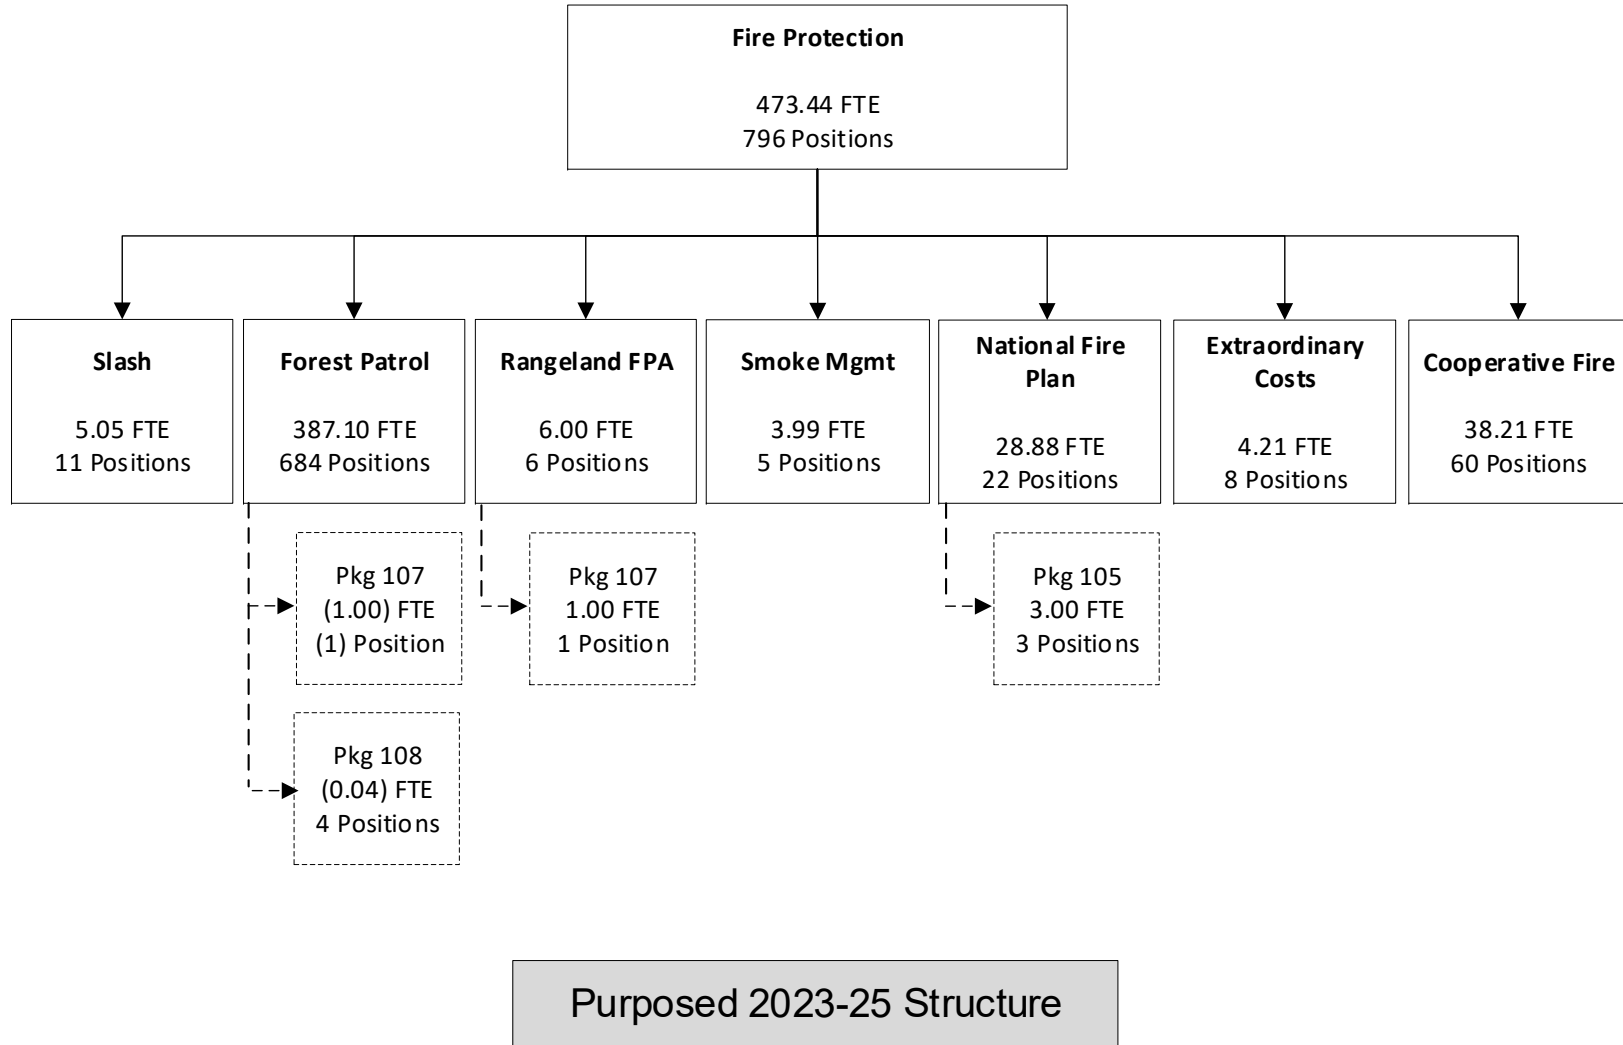 Fire Protection
473.44 FTE
796 Positions
Slash
5.05 FTE
11 Positions
Forest Patrol
387.10 FTE
684 Positions
Rangeland FPA
6.00 FTE
6 Positions
Smoke Mgmt
3.99 FTE
5 Positions
National Fire
Plan
28.88 FTE
22 Positions
Extraordinary
Costs
4.21 FTE
8 Positions
Cooperative Fire
38.21 FTE
60 Positions
Pkg 107
(1.00) FTE
(1) Position
Pkg 107
1.00 FTE
1 Position
Pkg 105
3.00 FTE
3 Positions
Pkg 108
(0.04) FTE
4 Positions
Purposed 2023-25 Structure